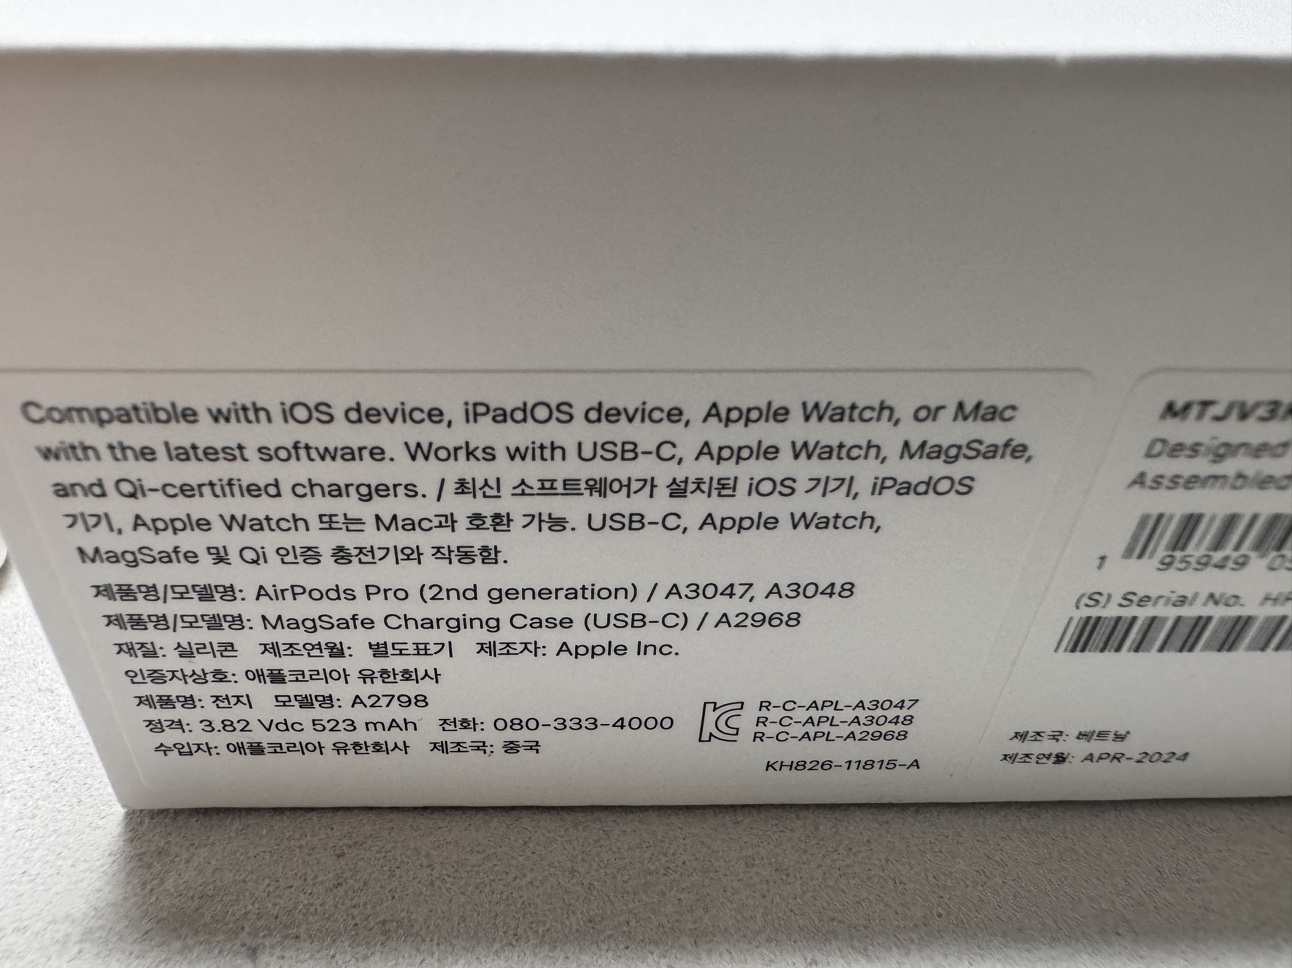 Compatible with iOS device, iPadOS device, Apple Watch, or Mac
with the latest software. Works with USB-C, Apple Watch, MagSafe,
and Qi-certified chargers. / 최신 소프트웨어가 설치된 iOS 기기, iPadOS
기기, Apple Watch 또는 Mac과 호환 가능. USB-C, Apple Watch,
MagSafe 및 Qi 인증 충전기와 작동함.
제품명/모델명: AirPods Pro (2nd generation) / A3047, A3048
제품명/모델명: MagSafe Charging Case (USB-C) / A2968
재질: 실리콘 제조연월: 별도표기 제조자: Apple Inc.
인증자상호: 애플코리아 유한회사
제품명: 전지 모델명: A2798
정격: 3.82 Vdc 523 mAh 전화: 080-333-4000
수입자: 애플코리아 유한회사 제조국: 중국
R-C-APL-A3047
R-C-APL-A3048
R-C-APL-A2968
KH826-11815-A
Designed
Assembled
1 95949
(S) Serial No.
제조국: 베트남
제조연월: APR-2024